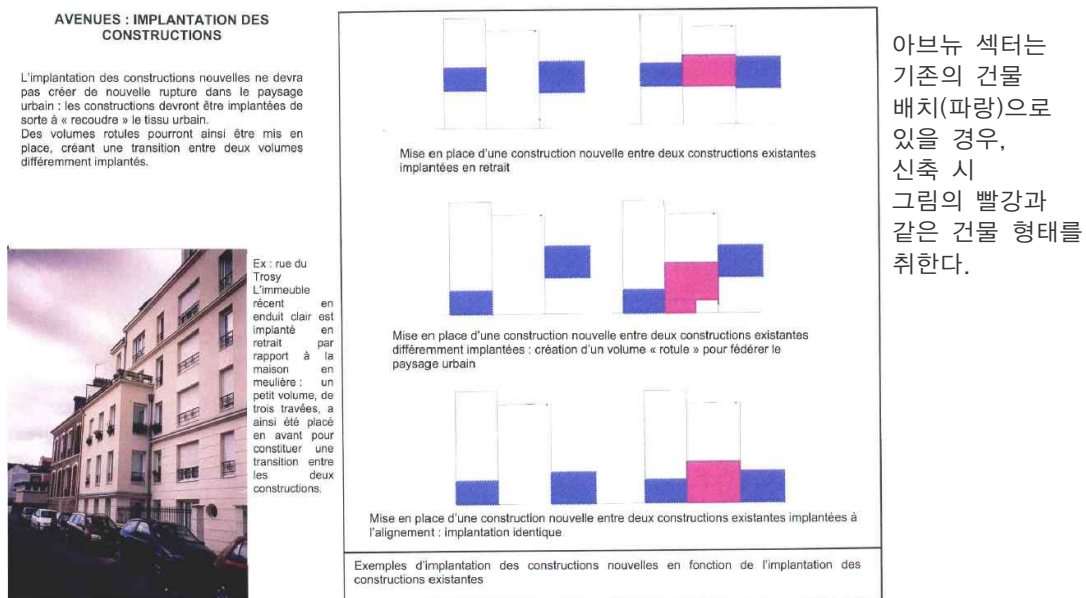 AVENUES : IMPLANTATION DES
CONSTRUCTIONS
L'implantation des constructions nouvelles ne devra
pas créer de nouvelle rupture dans le paysage
urbain : les constructions devront être implantées de
sorte à « recoudre » le tissu urbain.
Des volumes rotules pourront ainsi être mis en
place, créant une transition entre deux volumes
différemment implantés.
Ex : rue du
Trosy
L'immeuble
récent en
enduit clair est
implanté en
retrait par
rapport à la
maison en
meulière : un
petit volume, de
trois travées, a
ainsi été placé
en avant pour
constituer une
transition entre
les deux
constructions.
Mise en place d'une construction nouvelle entre deux constructions existantes
implantées en retrait
Mise en place d'une construction nouvelle entre deux constructions existantes
différemment implantées : création d'un volume « rotule » pour fédérer le
paysage urbain
Mise en place d'une construction nouvelle entre deux constructions existantes implantées à
l'alignement : implantation identique
Exemples d'implantation des constructions nouvelles en fonction de l'implantation des
constructions existantes
아브뉴 섹터는
기존의 건물
배치(파랑)으로
있을 경우,
신축 시
그림의 빨강과
같은 건물 형태를
취한다.